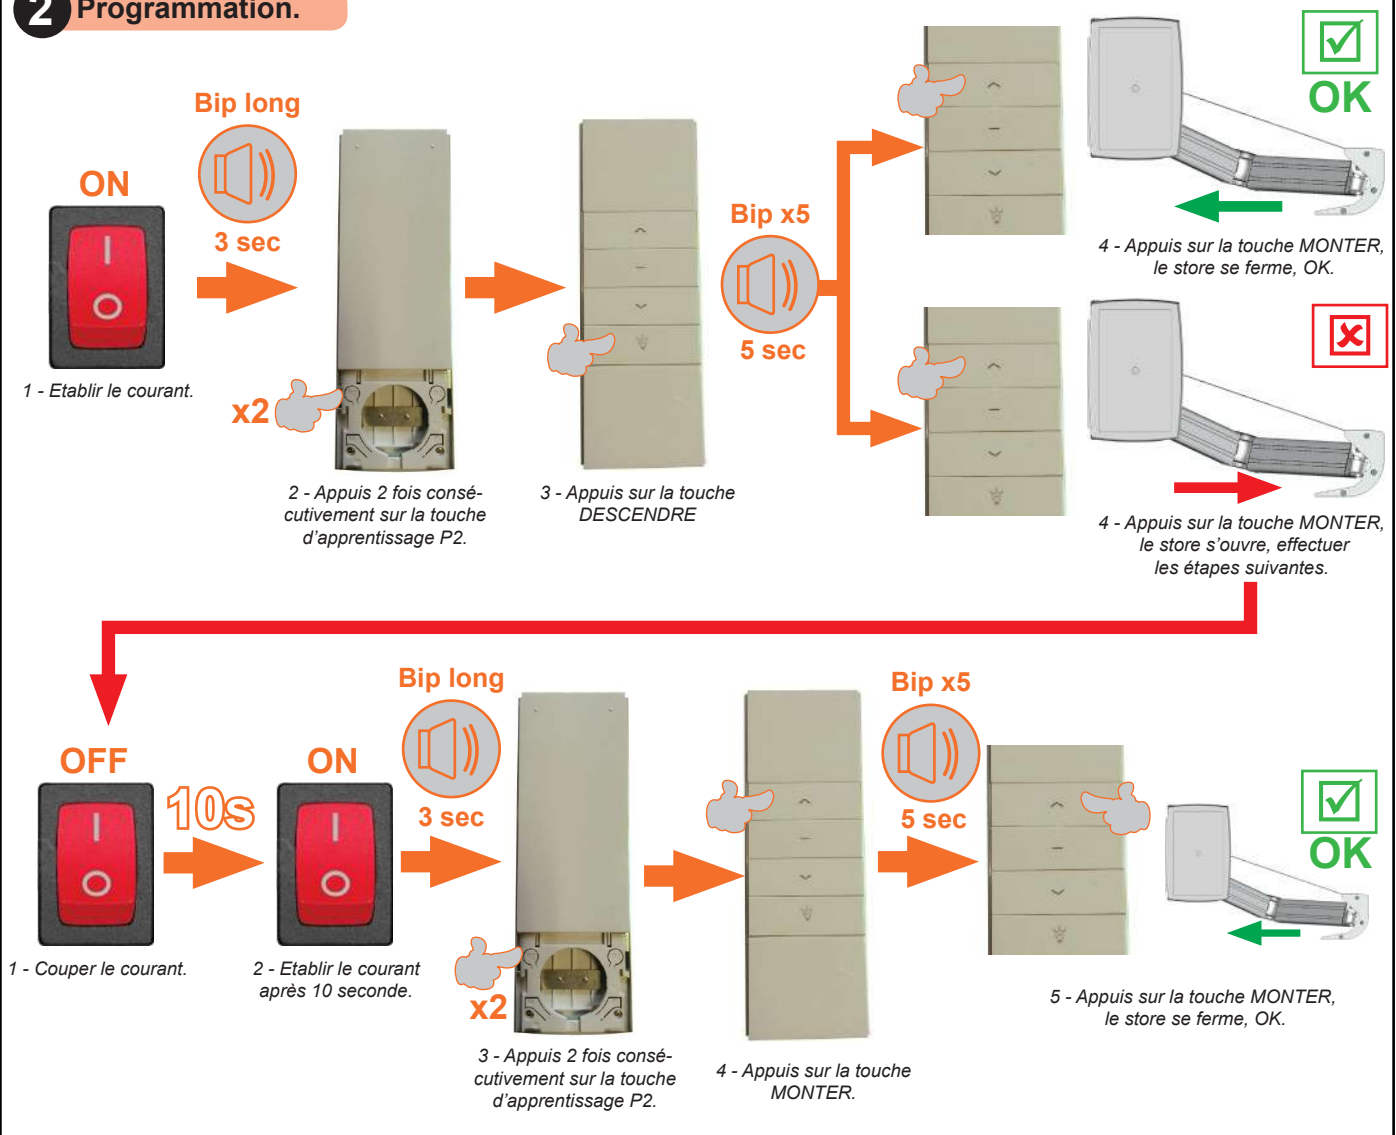 2 Programmation.
Bip long
3 sec
ON
1 - Etablir le courant.
x2
2 - Appuis 2 fois consé-
cutivement sur la touche
d'apprentissage P2.
3 - Appuis sur la touche
DESCENDRE
Bip x5
5 sec
OK
4 - Appuis sur la touche MONTER,
le store se ferme, OK.
4 - Appuis sur la touche MONTER,
le store s'ouvre, effectuer
les étapes suivantes.
OFF
1 - Couper le courant.
10s
ON
2 - Etablir le courant
après 10 seconde.
Bip long
3 sec
x2
3 - Appuis 2 fois consé-
cutivement sur la touche
d'apprentissage P2.
4 - Appuis sur la touche
MONTER.
Bip x5
5 sec
OK
5 - Appuis sur la touche MONTER,
le store se ferme, OK.